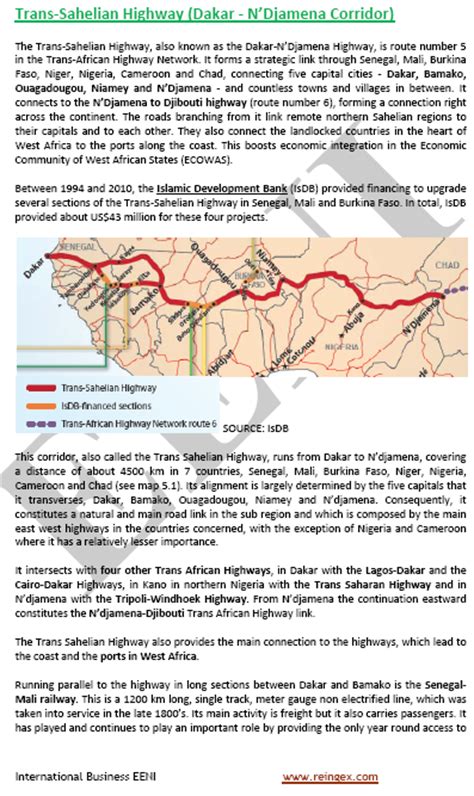 Trans-Sahelian Highway (Dakar - N'Djamena Corridor)
The Trans-Sahelian Highway, also known as the Dakar-N'Djamena Highway, is route number 5
in the Trans-African Highway Network. It forms a strategic link through Senegal, Mali, Burkina
Faso, Niger, Nigeria, Cameroon and Chad, connecting five capital cities - Dakar, Bamako,
Ouagadougou, Niamey and N'Djamena - and countless towns and villages in between. It
connects to the N'Djamena to Djibouti highway (route number 6), forming a connection right
across the continent. The roads branching from it link remote northern Sahelian regions to
their capitals and to each other. They also connect the landlocked countries in the heart of
West Africa to the ports along the coast. This boosts economic integration in the Economic
Community of West African States (ECOWAS).
Between 1994 and 2010, the Islamic Development Bank (IsDB) provided financing to upgrade
several sections of the Trans-Sahelian Highway in Senegal, Mali and Burkina Faso. In total, IsDB
provided about US$43 million for these four projects.
SENEGAL
Dakar
Kita
Bamako
Ouagadougou
BURKINA
FASO
Niamey
CHAD
N'Djamena
NIGERIA
Abuja
Abidjan
Lome
Cotonou
Trans-Sahelian Highway
IsDB-financed sections
Trans-African Highway Network route 6
SOURCE: IsDB
This corridor, also called the Trans Sahelian Highway, runs from Dakar to N'djamena, covering
a distance of about 4500 km in 7 countries, Senegal, Mali, Burkina Faso, Niger, Nigeria,
Cameroon and Chad (see map 5.1). Its alignment is largely determined by the five capitals that
it transverses, Dakar, Bamako, Ouagadougou, Niamey and N'djamena. Consequently, it
constitutes a natural and main road link in the sub region and which is composed by the main
east west highways in the countries concerned, with the exception of Nigeria and Cameroon
where it has a relatively lesser importance.
It intersects with four other Trans African Highways, in Dakar with the Lagos-Dakar and the
Cairo-Dakar Highways, in Kano in northern Nigeria with the Trans Saharan Highway and in
N'djamena with the Tripoli-Windhoek Highway. From N'djamena the continuation eastward
constitutes the N'djamena-Djibouti Trans African Highway link.
The Trans Sahelian Highway also provides the main connection to the highways, which lead to
the coast and the ports in West Africa.
Running parallel to the highway in long sections between Dakar and Bamako is the Senegal-
Mali railway. This is a 1200 km long, single track, meter gauge non electrified line, which was
taken into service in the late 1800's. Its main activity is freight but it also carries passengers. It
has played and continues to play an important role by providing the only year round access to
International Business EENI
www.reingex.com
EENI